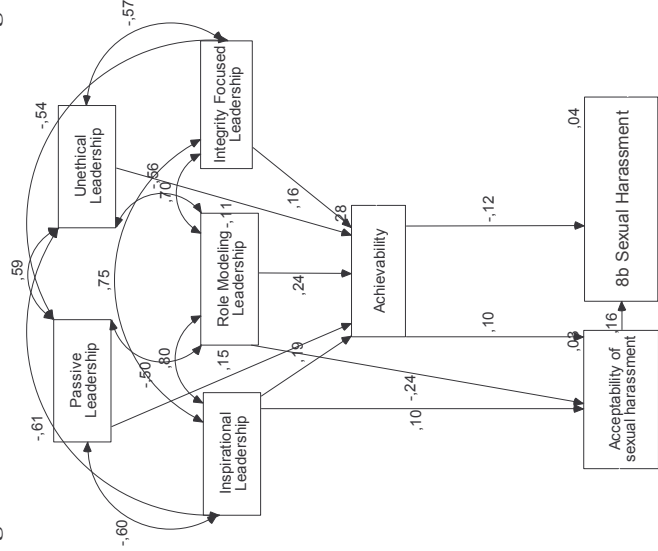 -,57
-,54
Unethical
Leadership
Integrity Focused
Leadership
,59
-,56
,70
,16
,75
-,11
,28
Role Modeling
Leadership
,24
Achievability
-,12
,04
8b Sexual Harassment
Passive
Leadership
-,61
-,50
,80
,15
,19
-,24
,10
,08
,16
Inspirational
Leadership
,10
Acceptability of
sexual harassment
-,60